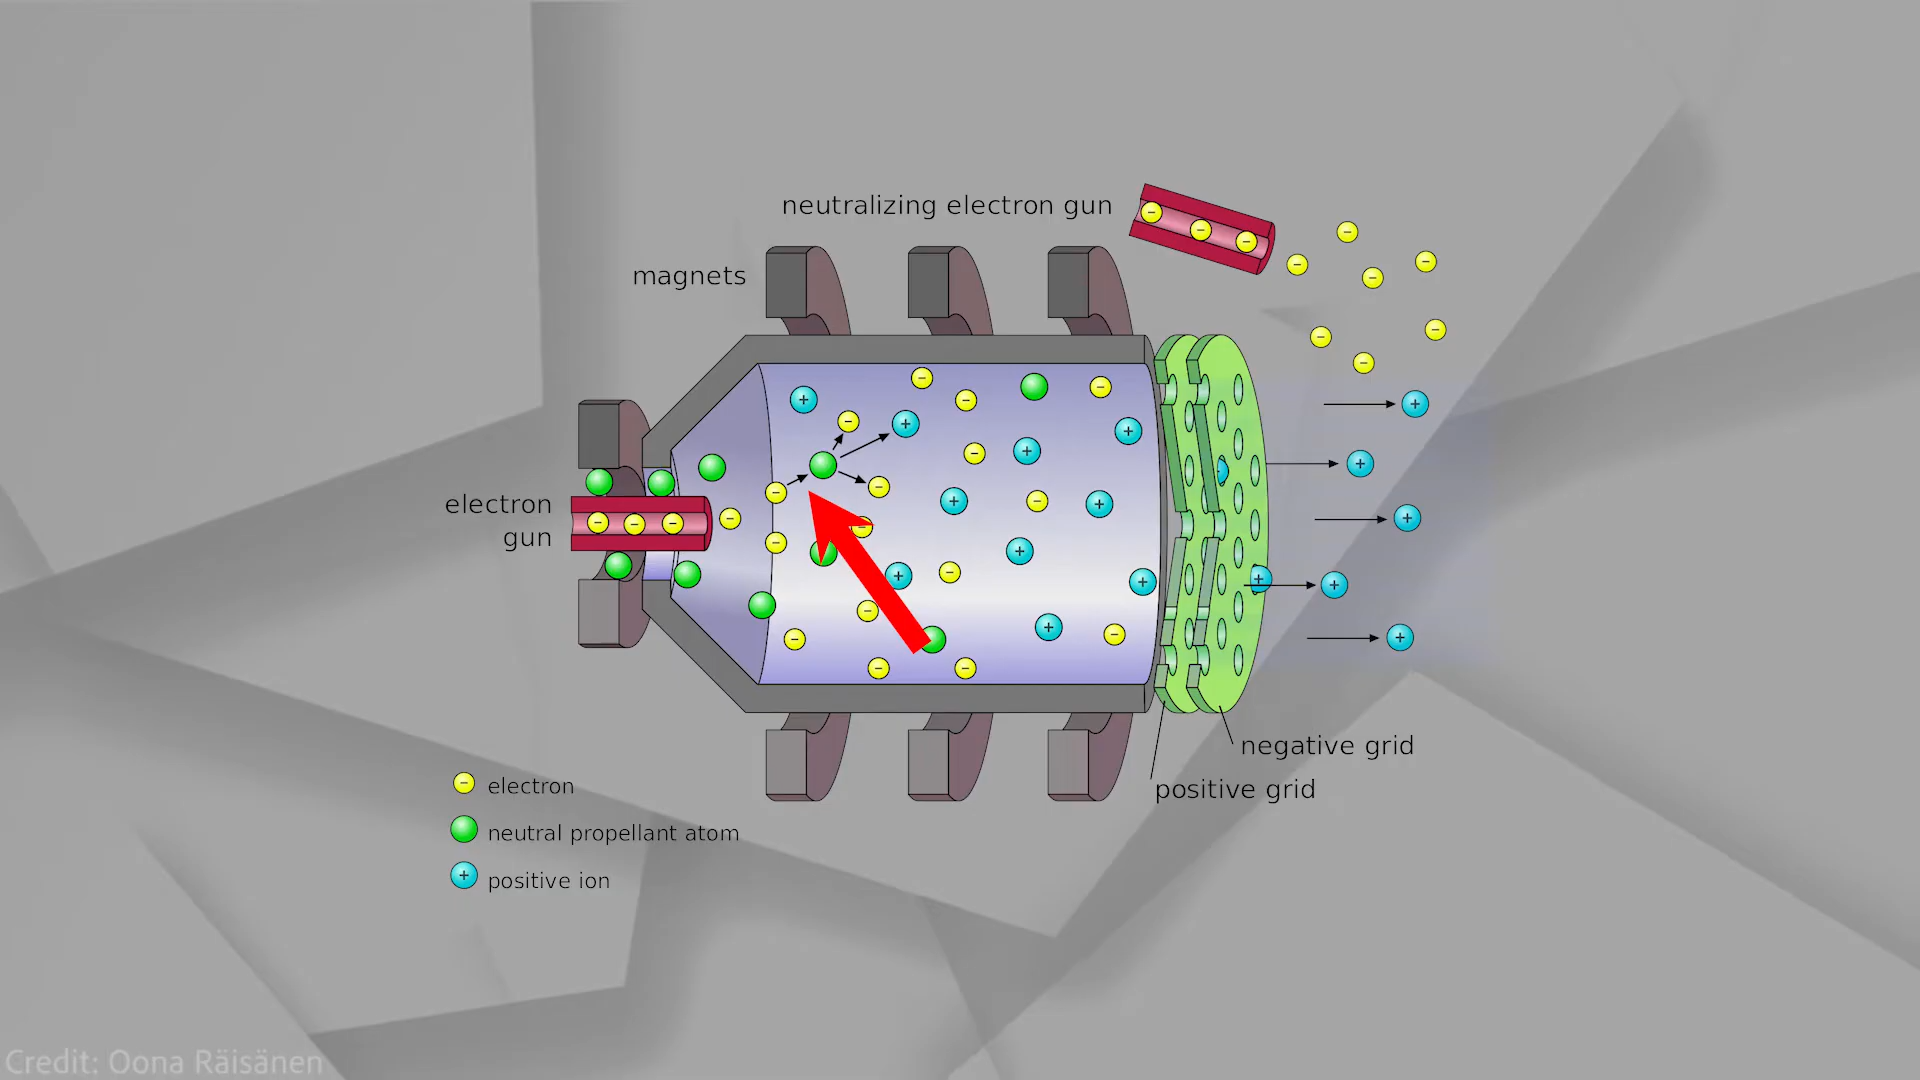 neutralizing electron gun
magnets
electron
gun
negative grid
positive grid
electron
neutral propellant atom
positive ion
Credit: Oona Räisänen